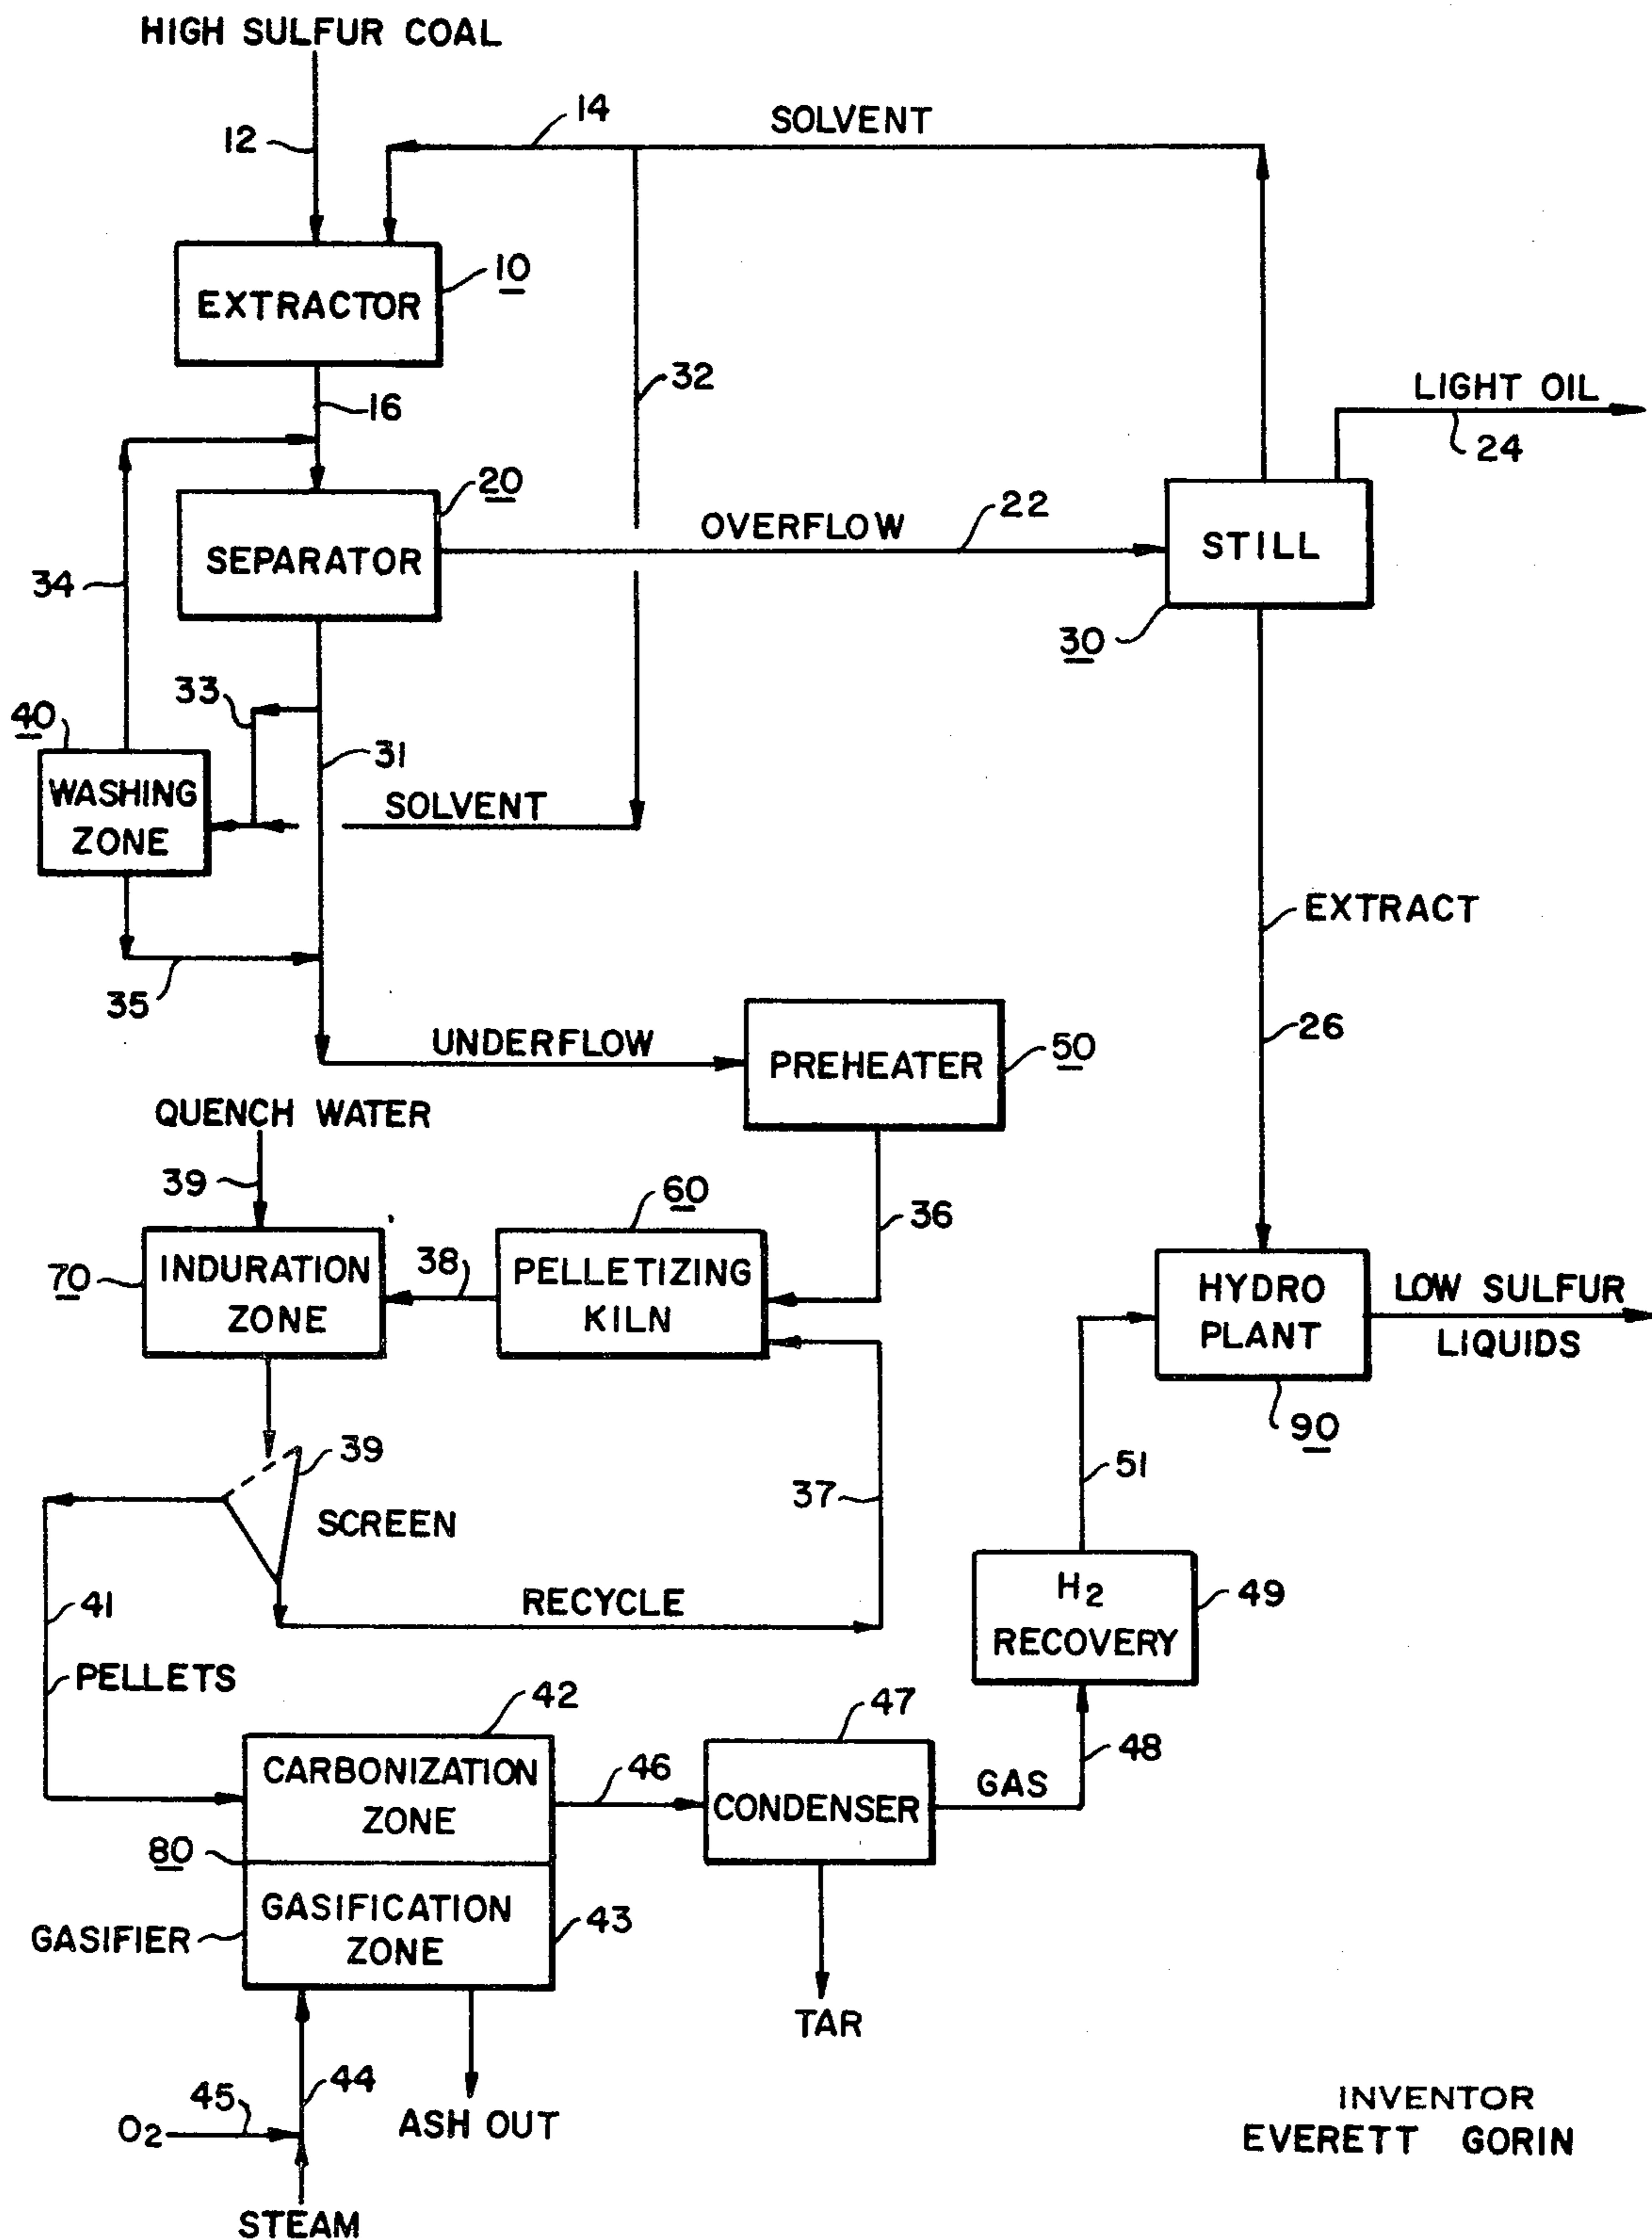 HIGH SULFUR COAL
12
14
SOLVENT
EXTRACTOR
10
16
32
LIGHT OIL
24
SEPARATOR
20
OVERFLOW
22
STILL
30
34
33
40
31
WASHING
ZONE
SOLVENT
35
EXTRACT
26
UNDERFLOW
PREHEATER
50
QUENCH WATER
39
60
36
70
INDURATION
ZONE
38
PELLETIZING
KILN
HYDRO
PLANT
LOW SULFUR
LIQUIDS
90
39
SCREEN
37
51
41
RECYCLE
H2
RECOVERY
49
PELLETS
42
47
48
CARBONIZATION
ZONE
46
CONDENSER
GAS
80
GASIFICATION
ZONE
43
GASIFIER
TAR
45
44
O2
ASH OUT
STEAM
INVENTOR
EVERETT GORIN